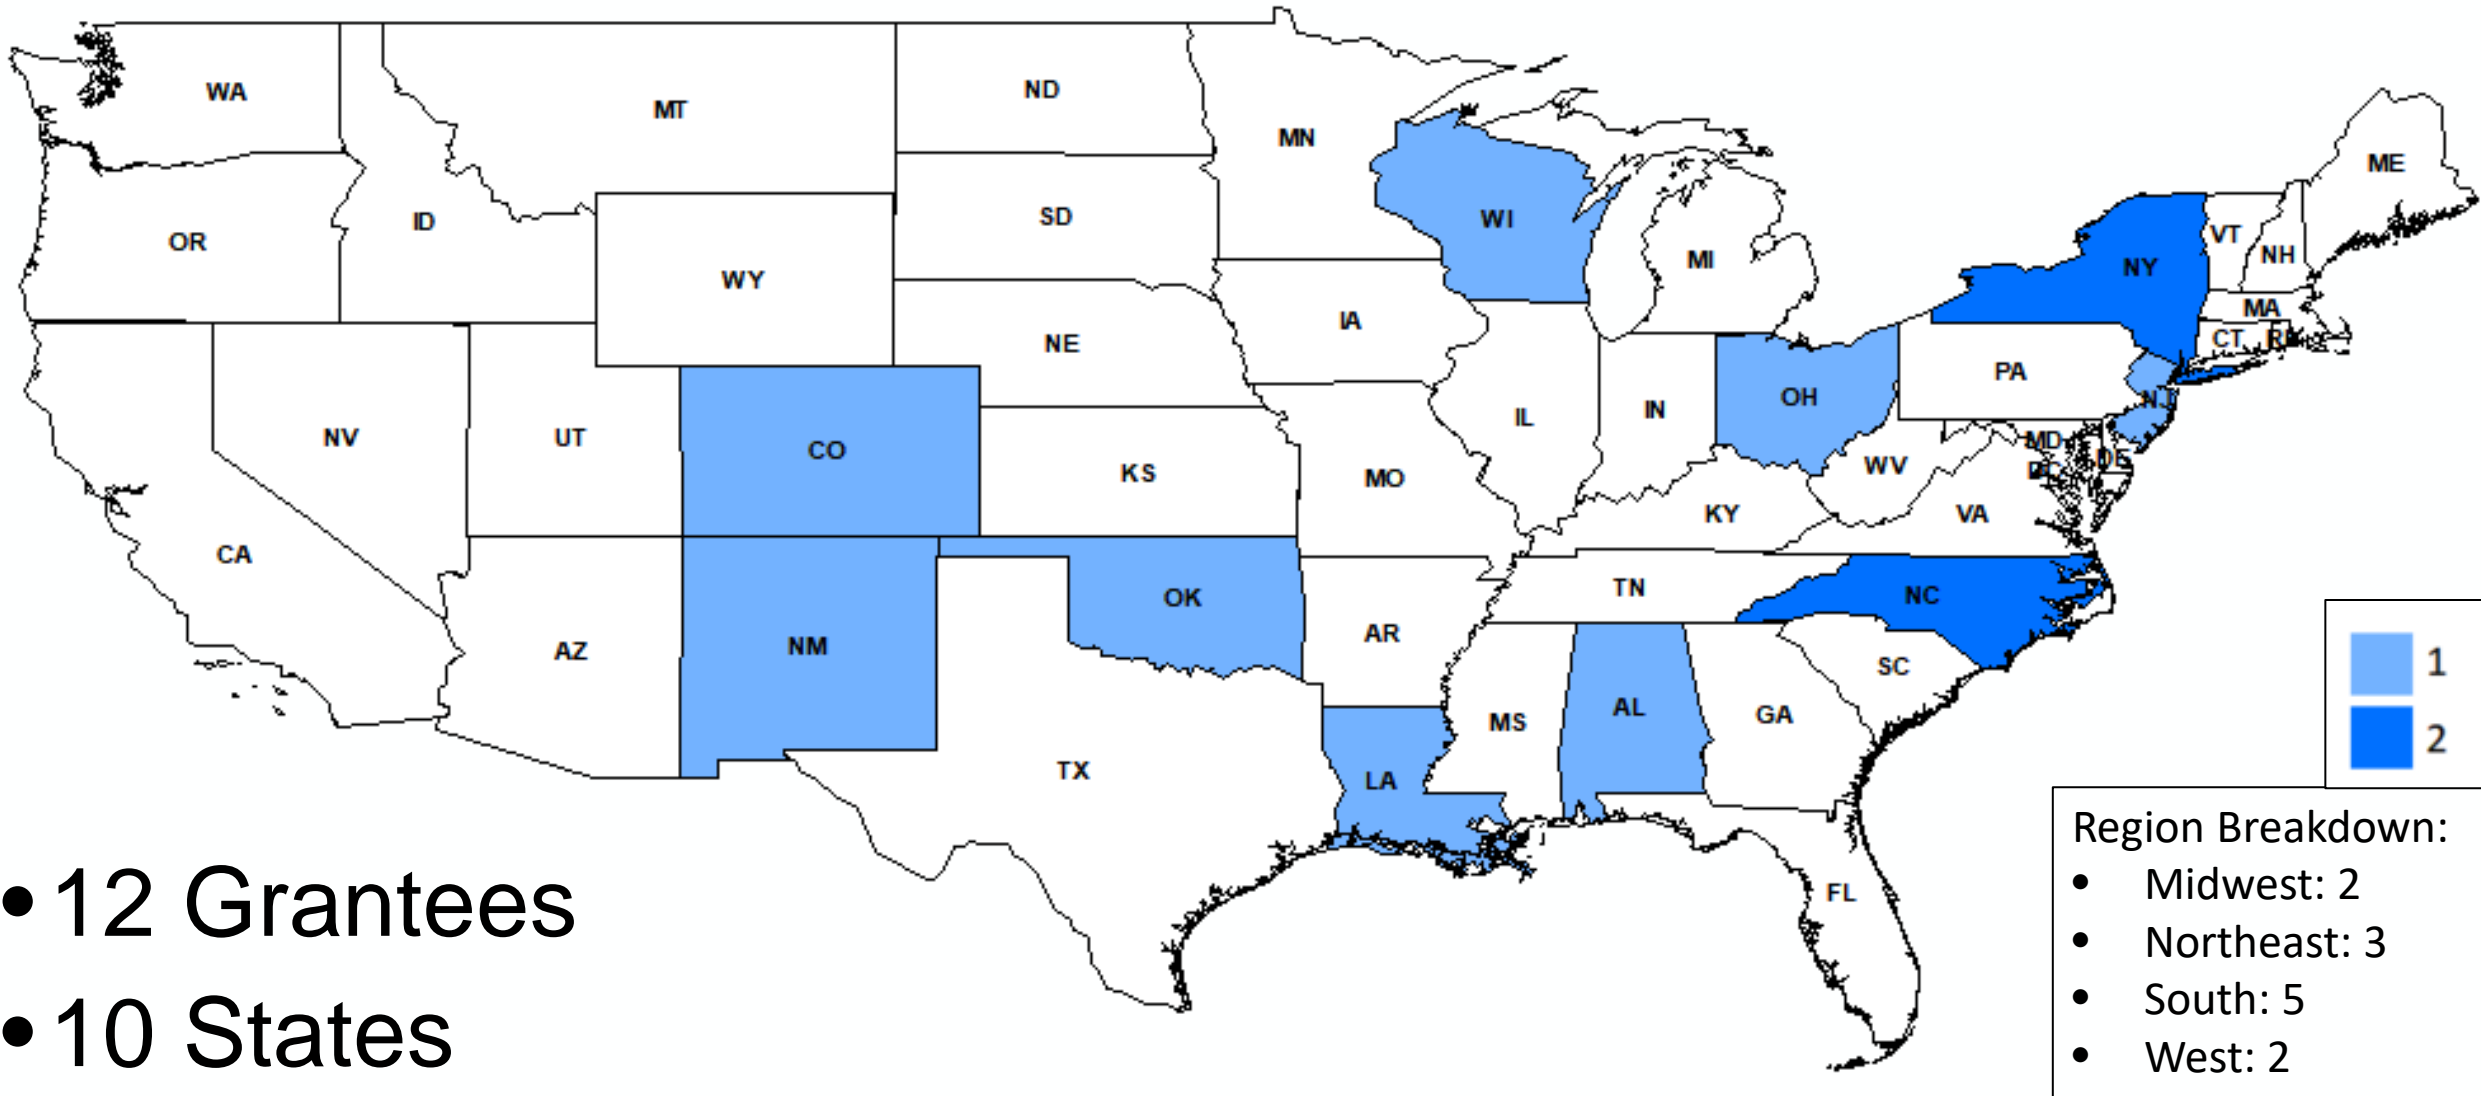 WA
MT
ND
MN
ME
ID
SD
WI
OR
VT
NH
MI
NY
WY
MA
IA
NE
CT
RI
PA
OH
NJ
IN
IL
NV
UT
CO
MD
KS
MO
WV
DE
DC
KY
VA
CA
TN
NC
OK
AR
NM
AZ
SC
1
AL
GA
MS
2
TX
LA
Region Breakdown:
• 12 Grantees
• Midwest: 2
FL
• Northeast: 3
• South: 5
• 10 States
• West: 2